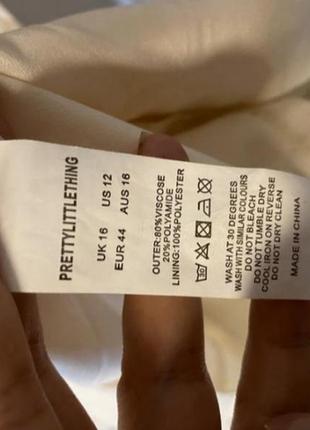 PRETTYLITTLETHING
UK 16 US 12
EUR 44 AUS 16
OUTER:80%VISCOSE
20%POLYAMIDE
LINING:100%POLYESTER
WASH AT 30 DEGREES
WASH WITH SIMILAR COLOURS
DO NOT BLEACH
DO NOT TUMBLE DRY
COOL IRON ON REVERSE
DO NOT DRY CLEAN
MADE IN CHINA